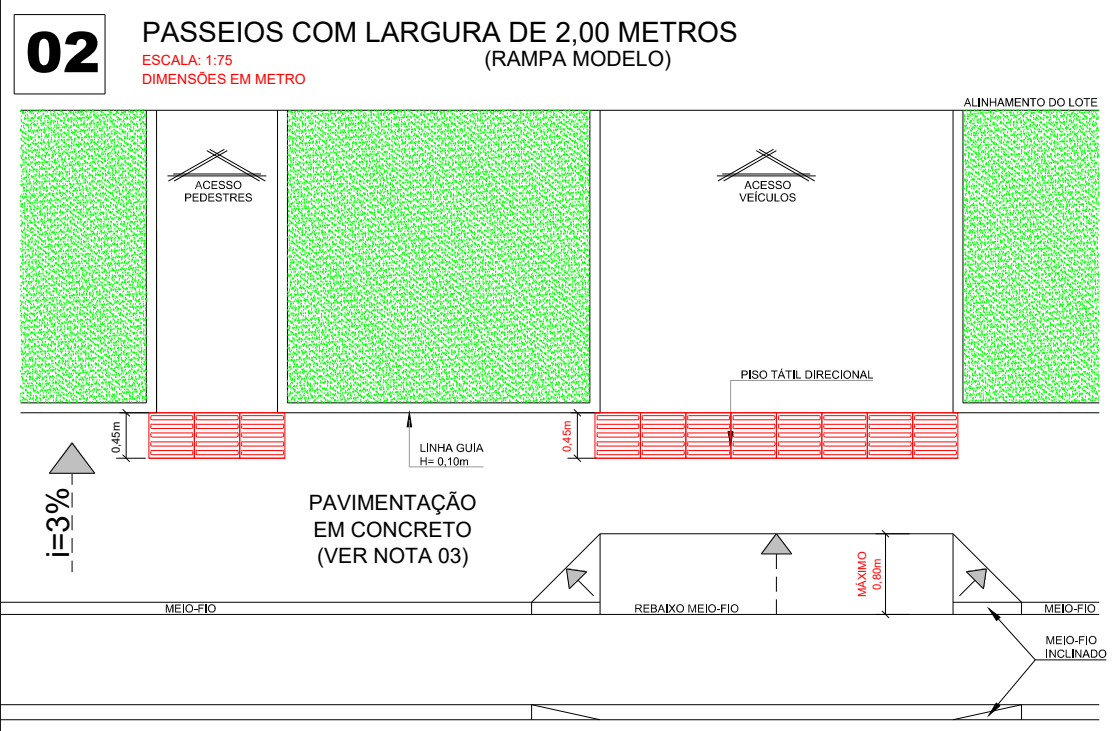 02
PASSEIOS COM LARGURA DE 2,00 METROS
(RAMPA MODELO)
ESCALA: 1:75
DIMENSÕES EM METRO
ALINHAMENTO DO LOTE
ACESSO
PEDESTRES
ACESSO
VEÍCULOS
PISO TÁTIL DIRECIONAL
0,45m
LINHA GUIA
H= 0,10m
0,45m
i=3%
PAVIMENTAÇÃO
EM CONCRETO
(VER NOTA 03)
MÁXIMO
0,80m
MEIO-FIO
REBAIXO MEIO-FIO
MEIO-FIO
MEIO-FIO
INCLINADO